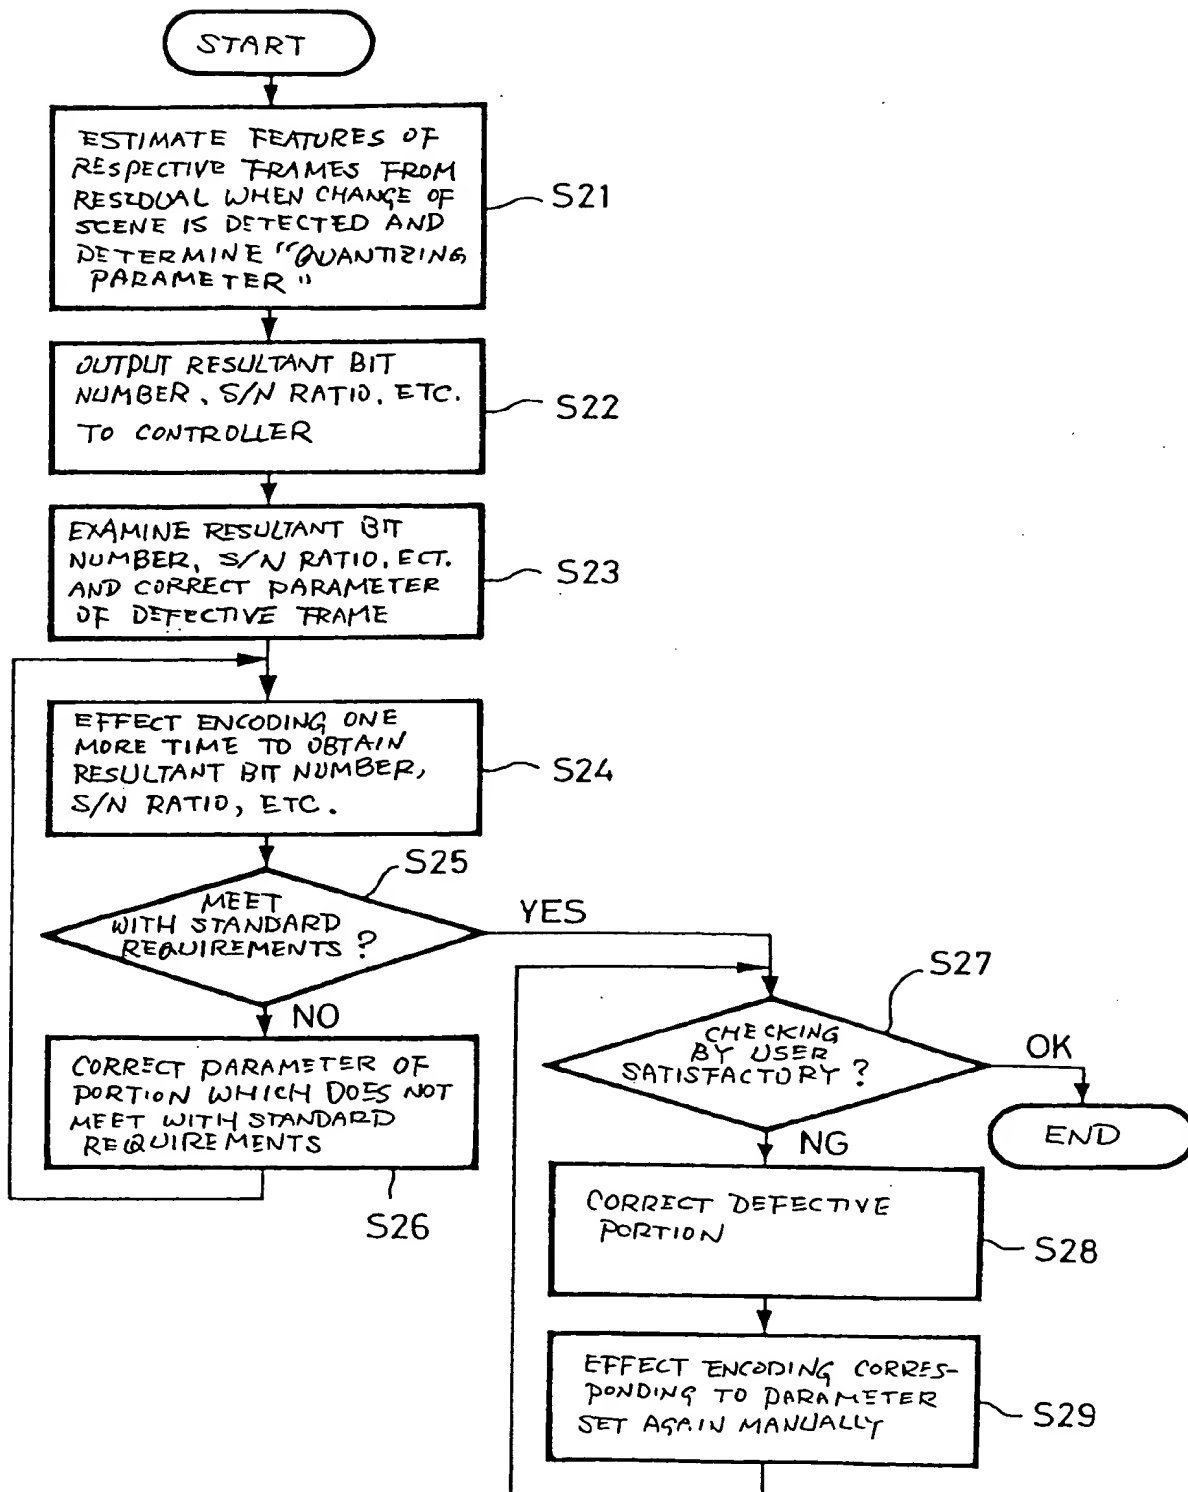 START
ESTIMATE FEATURES OF
RESPECTIVE FRAMES FROM
RESIDUAL WHEN CHANGE OF
SCENE IS DETECTED AND
DETERMINE "QUANTIZING
PARAMETER"
S21
OUTPUT RESULTANT BIT
NUMBER, S/N RATIO, ETC.
TO CONTROLLER
S22
EXAMINE RESULTANT BIT
NUMBER, S/N RATIO, ECT.
AND CORRECT PARAMETER
OF DEFECTIVE FRAME
S23
EFFECT ENCODING ONE
MORE TIME TO OBTAIN
RESULTANT BIT NUMBER,
S/N RATIO, ETC.
S24
S25
MEET
WITH STANDARD
REQUIREMENTS?
YES
NO
CORRECT PARAMETER OF
PORTION WHICH DOES NOT
MEET WITH STANDARD
REQUIREMENTS
S26
S27
CHECKING
BY USER
SATISFACTORY?
OK
END
NG
CORRECT DEFECTIVE
PORTION
S28
EFFECT ENCODING CORRES-
PONDING TO PARAMETER
SET AGAIN MANUALLY
S29